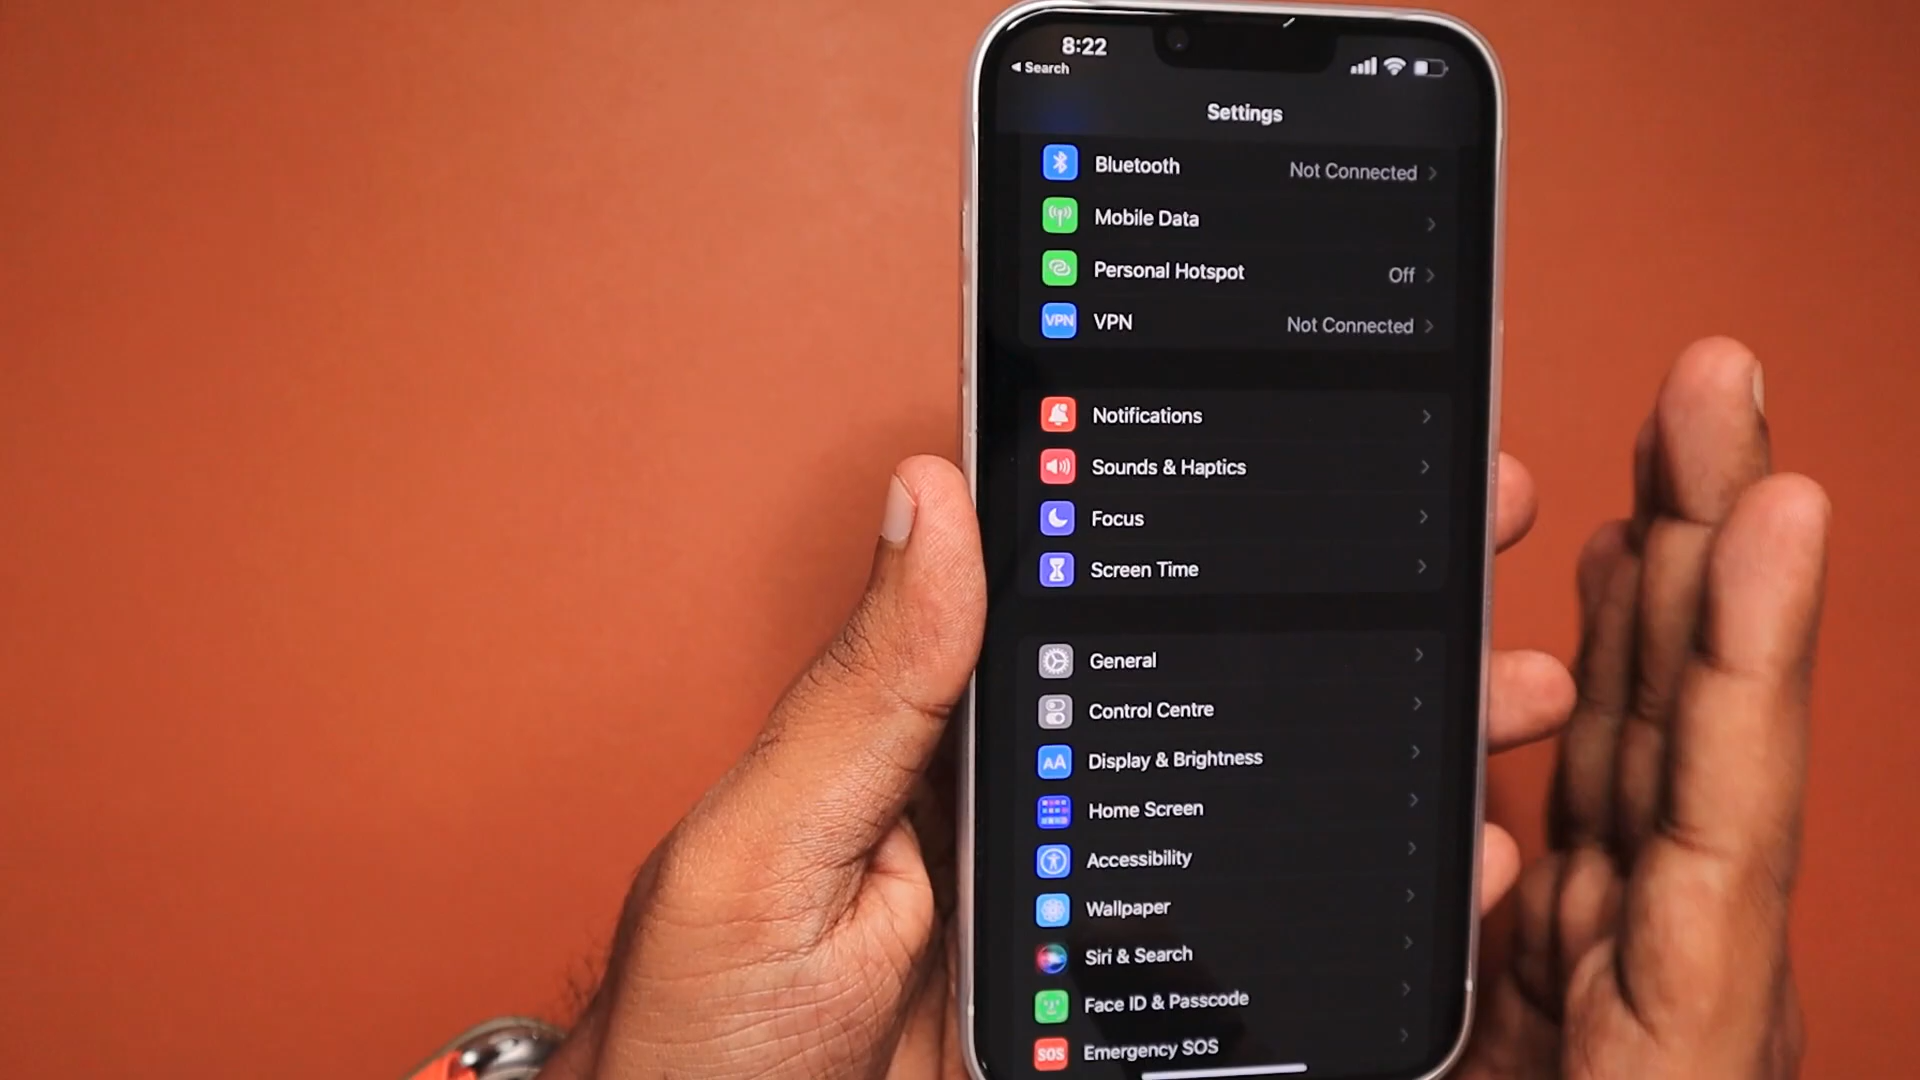 8:22
◀ Search
Settings
Bluetooth Not Connected
Mobile Data
Personal Hotspot Off
VPN VPN Not Connected
Notifications
Sounds & Haptics
Focus
Screen Time
General
Control Centre
AA Display & Brightness
Home Screen
Accessibility
Wallpaper
Siri & Search
Face ID & Passcode
SOS Emergency SOS